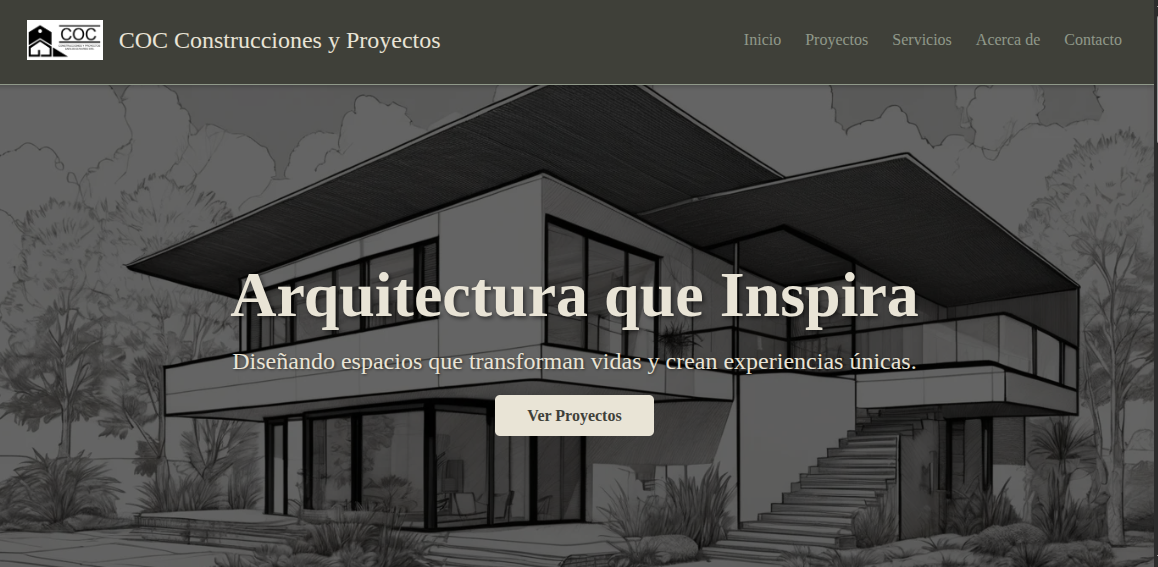 COC
COC Construcciones y Proyectos
Inicio Proyectos Servicios Acerca de Contacto
Arquitectura que Inspira
Diseñando espacios que transforman vidas y crean experiencias únicas.
Ver Proyectos